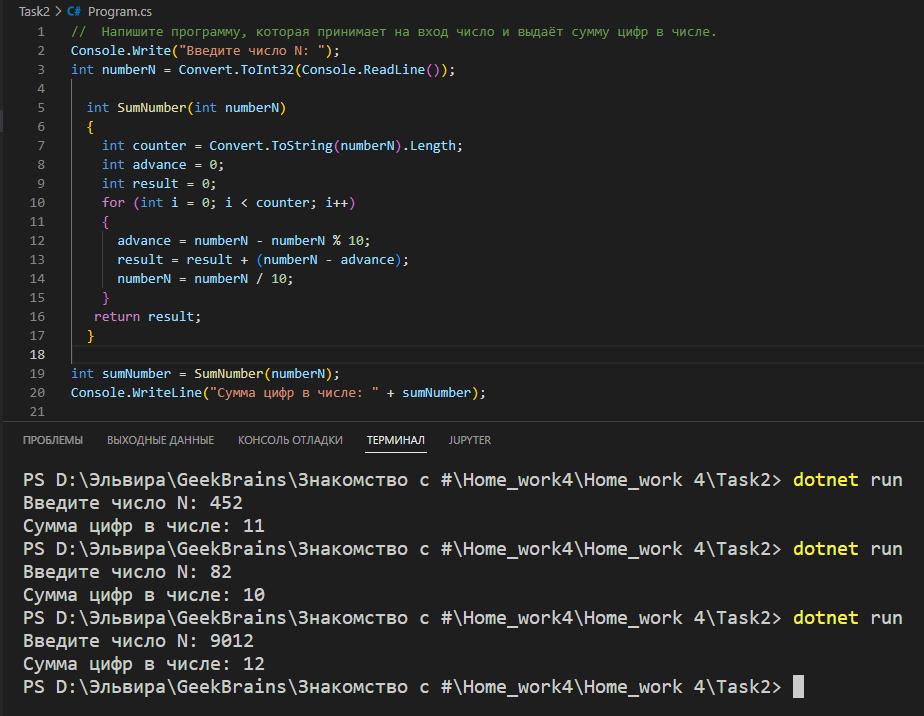 Task2 > C# Program.cs
1 //  Напишите программу, которая принимает на вход число и выдаёт сумму цифр в числе.
2 Console.Write("Введите число N: ");
3 int numberN = Convert.ToInt32(Console.ReadLine());
4
5   int SumNumber(int numberN)
6   {
7     int counter = Convert.ToString(numberN).Length;
8     int advance = 0;
9     int result = 0;
10     for (int i = 0; i < counter; i++)
11     {
12       advance = numberN - numberN % 10;
13       result = result + (numberN - advance);
14       numberN = numberN / 10;
15     }
16    return result;
17   }
18
19 int sumNumber = SumNumber(numberN);
20 Console.WriteLine("Сумма цифр в числе: " + sumNumber);
21
ПРОБЛЕМЫ ВЫХОДНЫЕ ДАННЫЕ КОНСОЛЬ ОТЛАДКИ ТЕРМИНАЛ JUPYTER
PS D:\Эльвира\GeekBrains\Знакомство с #\Home_work4\Home_work 4\Task2> dotnet run
Введите число N: 452
Сумма цифр в числе: 11
PS D:\Эльвира\GeekBrains\Знакомство с #\Home_work4\Home_work 4\Task2> dotnet run
Введите число N: 82
Сумма цифр в числе: 10
PS D:\Эльвира\GeekBrains\Знакомство с #\Home_work4\Home_work 4\Task2> dotnet run
Введите число N: 9012
Сумма цифр в числе: 12
PS D:\Эльвира\GeekBrains\Знакомство с #\Home_work4\Home_work 4\Task2>